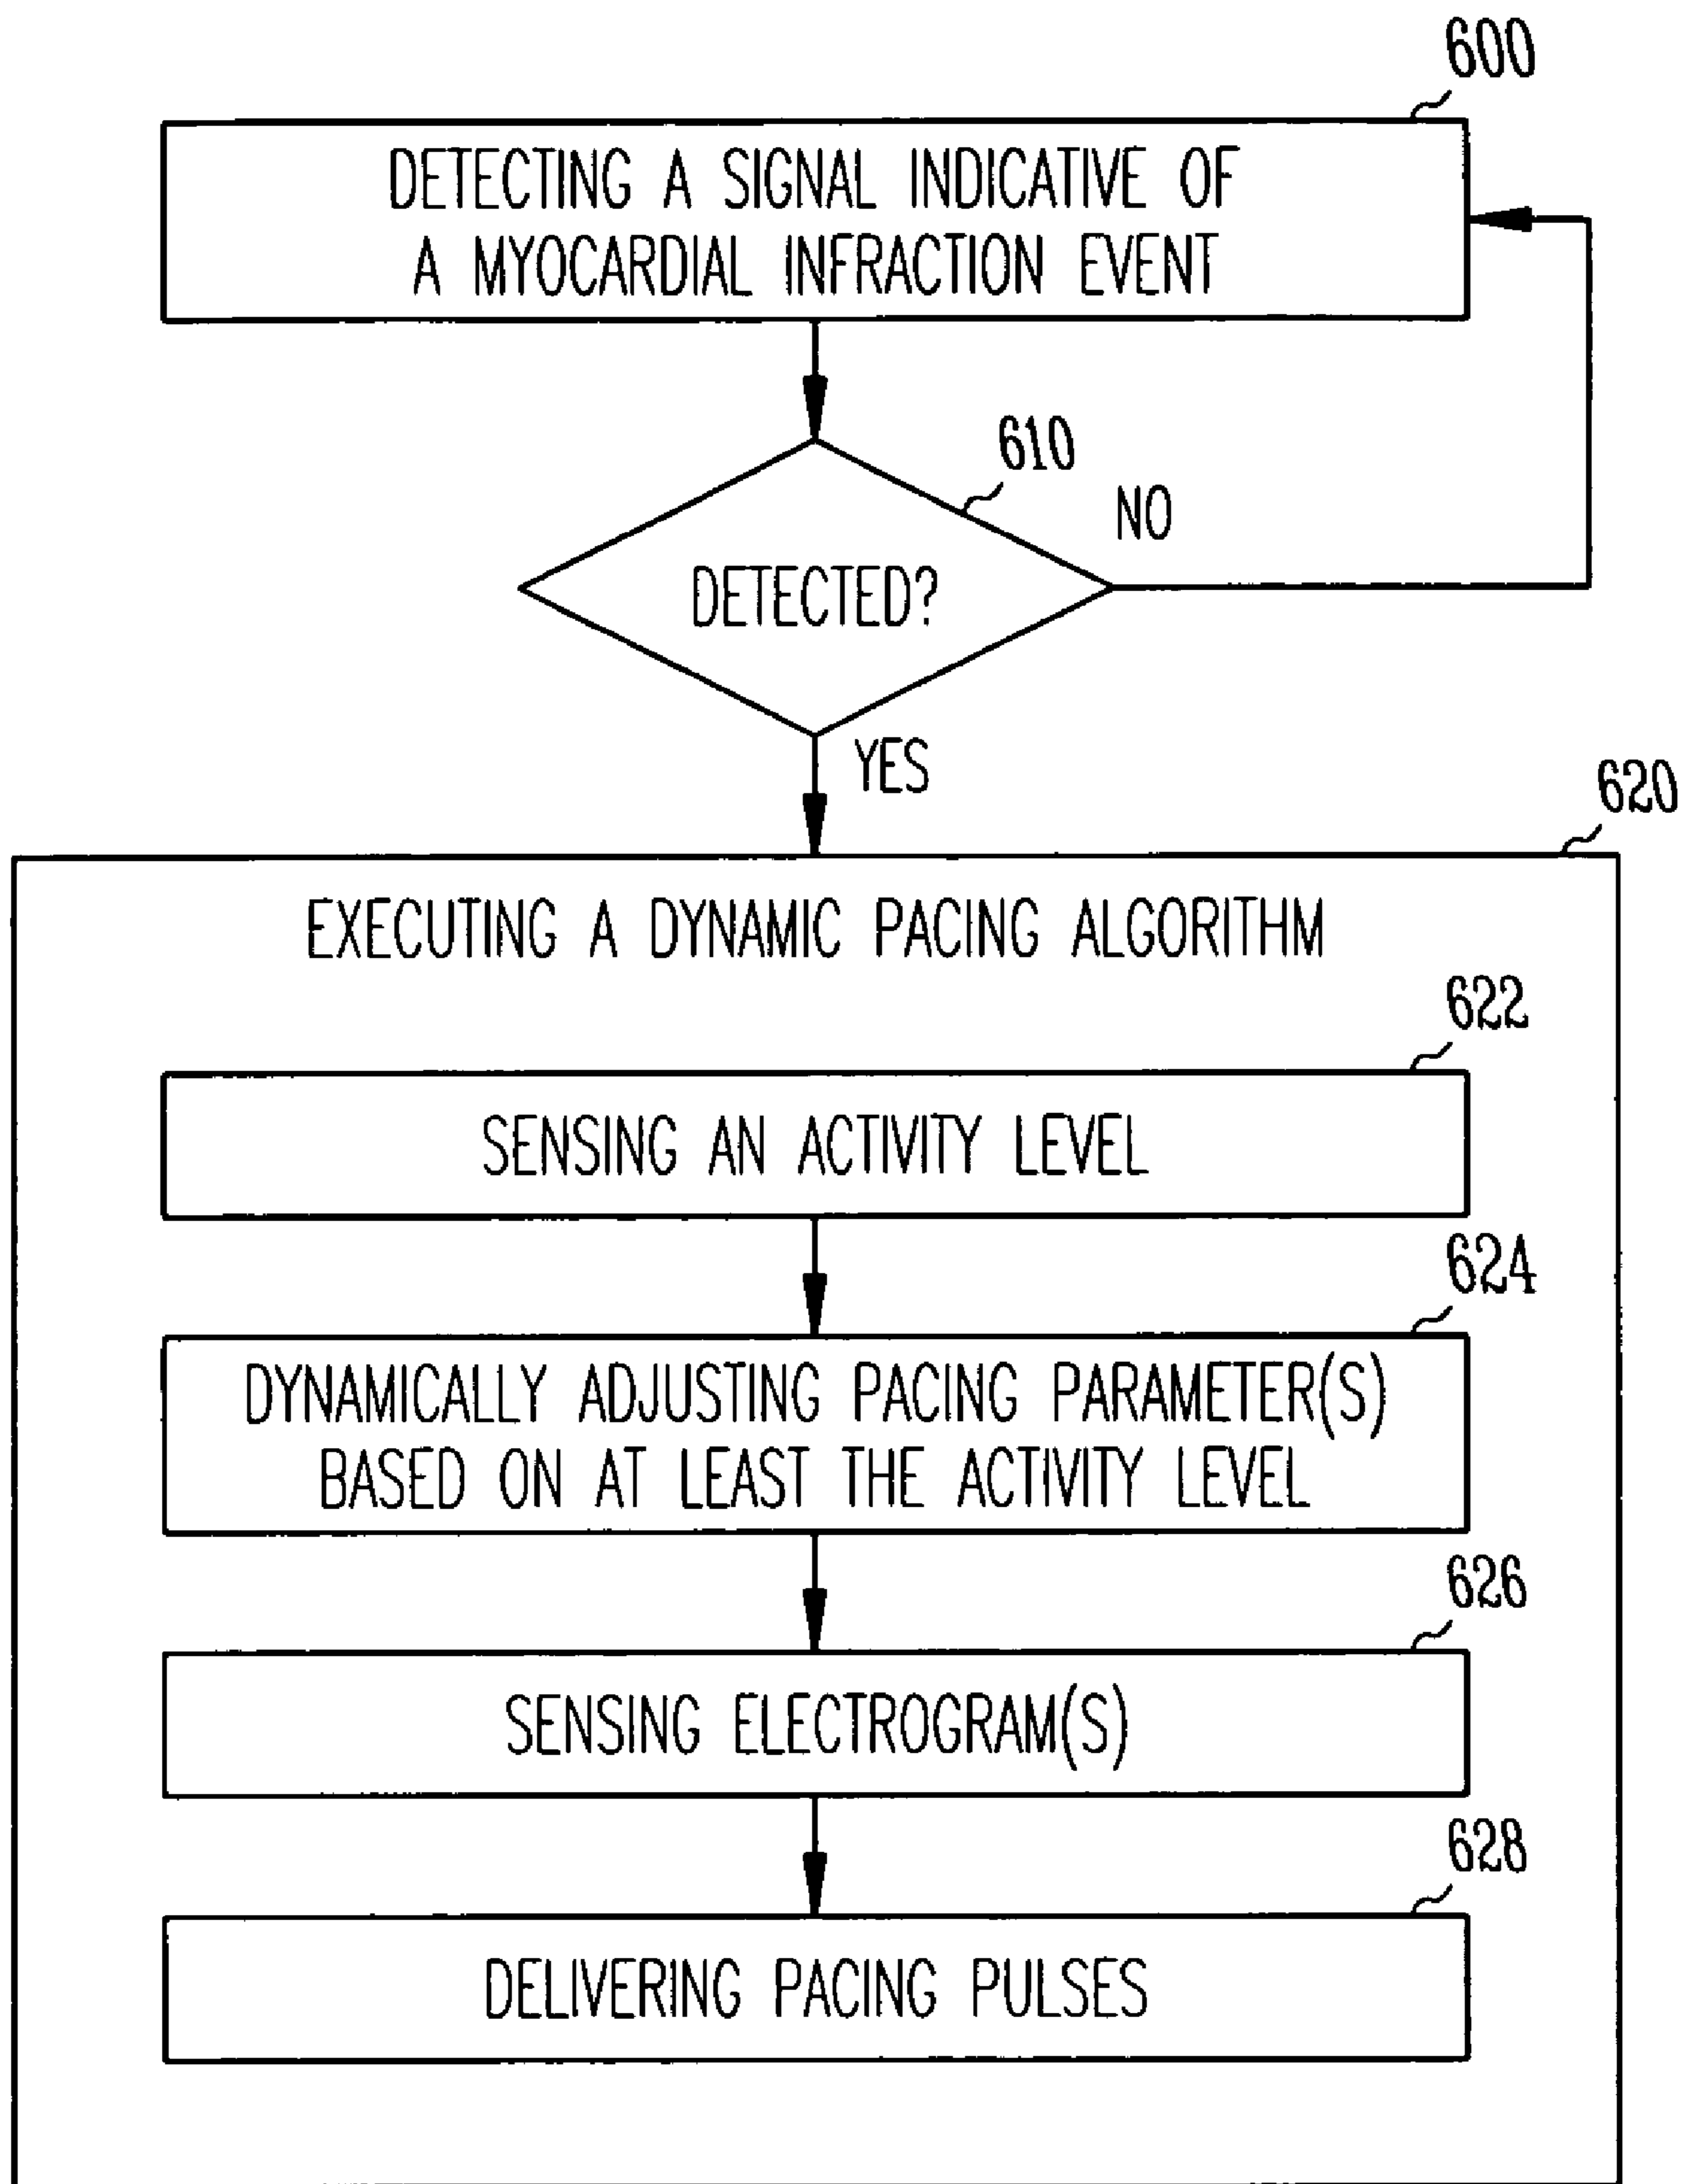 600
DETECTING A SIGNAL INDICATIVE OF
A MYOCARDIAL INFRACTION EVENT
610
NO
DETECTED?
YES
620
EXECUTING A DYNAMIC PACING ALGORITHM
622
SENSING AN ACTIVITY LEVEL
624
DYNAMICALLY ADJUSTING PACING PARAMETER(S)
BASED ON AT LEAST THE ACTIVITY LEVEL
626
SENSING ELECTROGRAM(S)
628
DELIVERING PACING PULSES